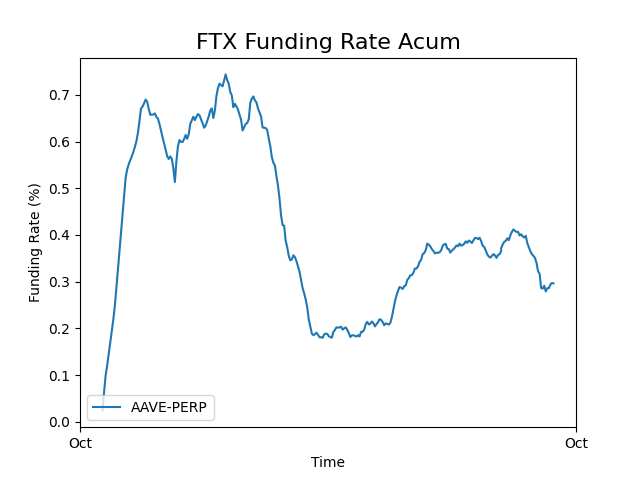 FTX Funding Rate Acum
Funding Rate (%)
0.7
0.6
0.5
0.4
0.3
0.2
0.1
0.0
AAVE-PERP
Oct
Oct
Time